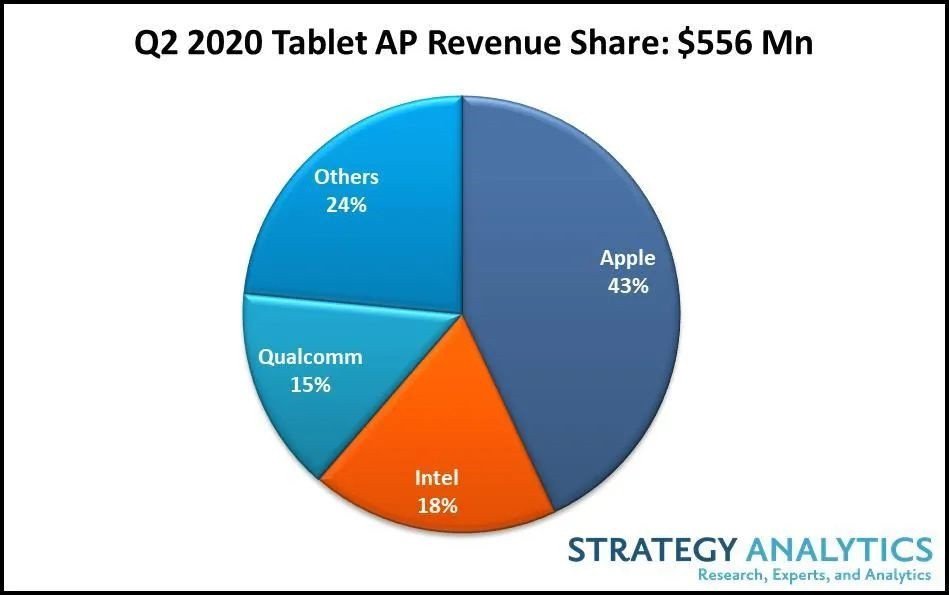 Q2 2020 Tablet AP Revenue Share: $556 Mn
Others
24%
Apple
43%
Qualcomm
15%
Intel
18%
STRATEGY ANALYTICS
Research, Experts, and Analytics